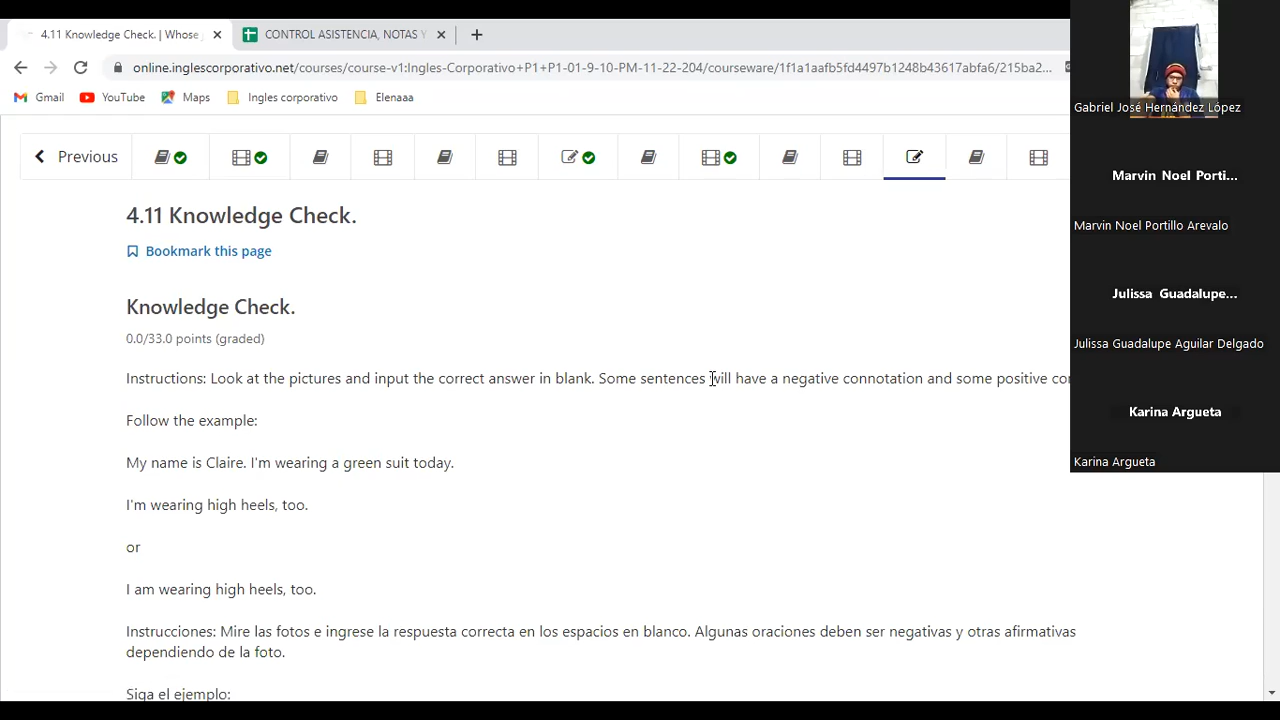 4.11 Knowledge Check. | Whose
CONTROL ASISTENCIA, NOTAS Y
online.inglescorporativo.net/courses/course-v1:Ingles-Corporativo+P1+P1-01-9-10-PM-11-22-204/courseware/1f1a1aafb5fd4497b1248b43617abfa6/215ba2...
Gmail
YouTube
Maps
Ingles corporativo
Elenaaa
Previous
4.11 Knowledge Check.
Bookmark this page
Knowledge Check.
0.0/33.0 points (graded)
Instructions: Look at the pictures and input the correct answer in blank. Some sentences will have a negative connotation and some positive
Follow the example:
My name is Claire. I'm wearing a green suit today.
I'm wearing high heels, too.
or
I am wearing high heels, too.
Instrucciones: Mire las fotos e ingrese la respuesta correcta en los espacios en blanco. Algunas oraciones deben ser negativas y otras afirmativas
dependiendo de la foto.
Siga el ejemplo:
Gabriel José Hernández López
Marvin Noel Porti...
Marvin Noel Portillo Arevalo
Julissa Guadalupe...
Julissa Guadalupe Aguilar Delgado
Karina Argueta
Karina Argueta